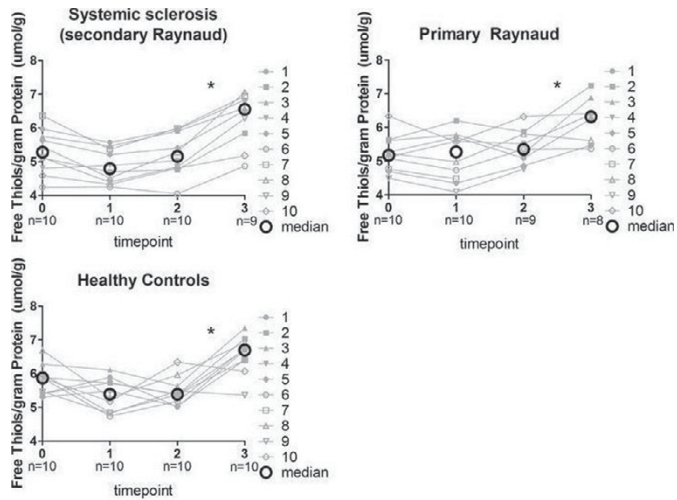 Systemic sclerosis
(secondary Raynaud)
Free Thiols/gram Protein (umol/g)
8
7
6
5
4
*
0
1
2
3
n=10
n=10
n=10
n=9
timepoint
1
2
3
4
5
6
7
8
9
10
median
Primary Raynaud
Free Thiols/gram Protein (umol/g)
8
7
6
5
4
*
0
1
2
3
n=10
n=10
n=9
n=8
timepoint
1
2
3
4
5
6
7
8
9
10
median
Healthy Controls
Free Thiols/gram Protein (umol/g)
8
7
6
5
4
*
0
1
2
3
n=10
n=10
n=10
n=10
timepoint
1
2
3
4
5
6
7
8
9
10
median